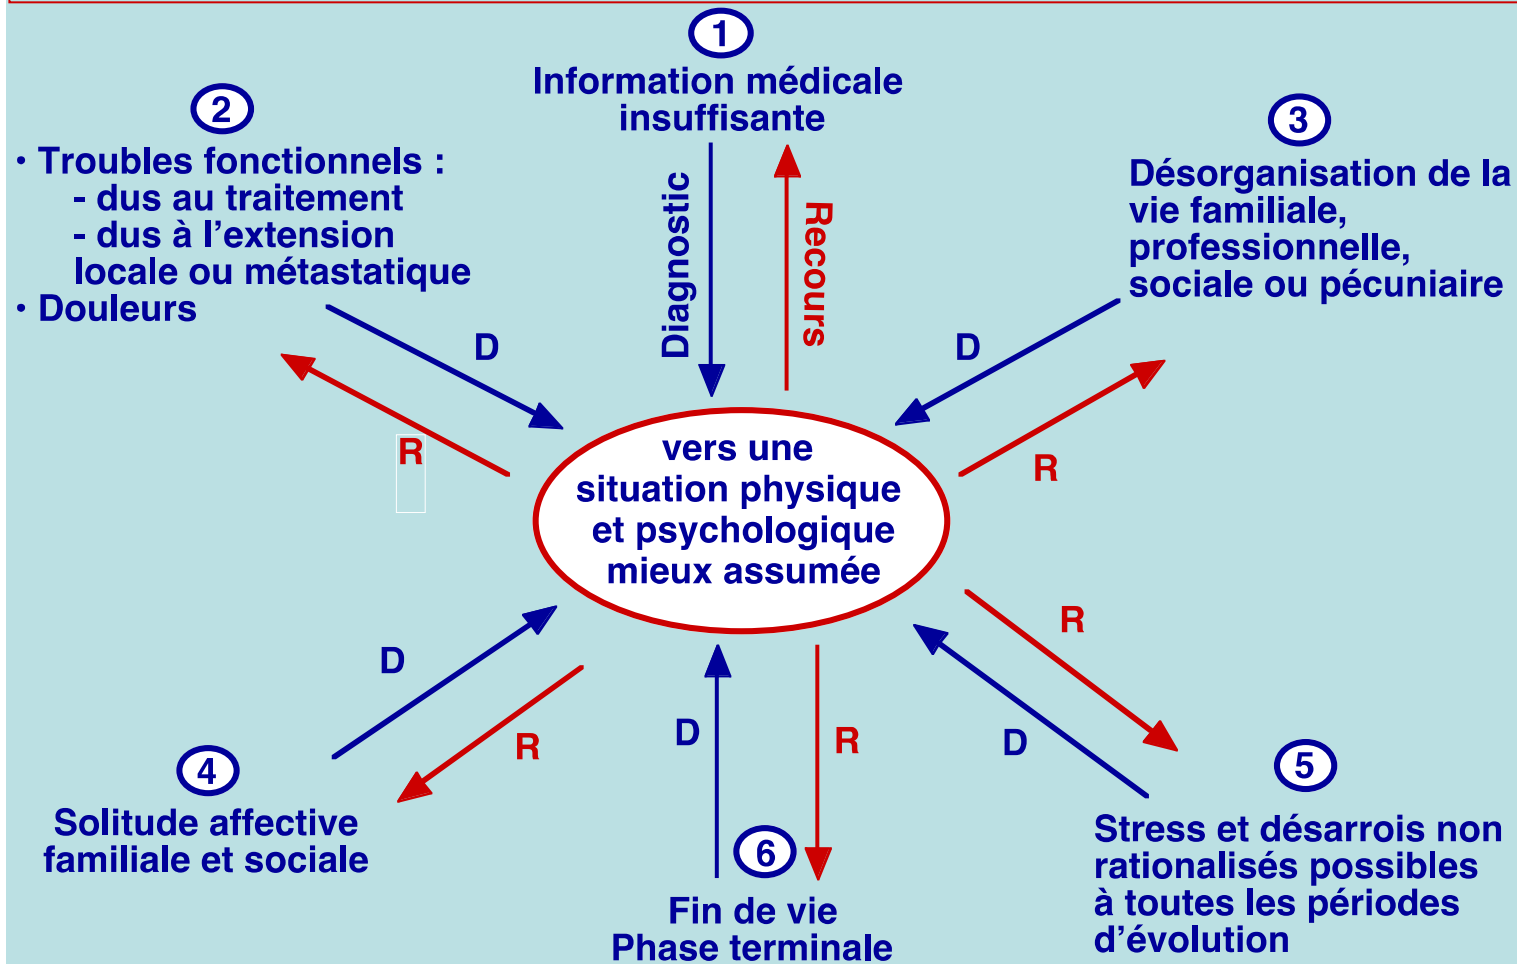 1
Information médicale
insuffisante
2
• Troubles fonctionnels :
- dus au traitement
- dus à l'extension
locale ou métastatique
• Douleurs
3
Désorganisation de la
vie familiale,
professionnelle,
sociale ou pécuniaire
Diagnostic
Recours
D
R
D
R
vers une
situation physique
et psychologique
mieux assumée
D
R
D
R
R
D
4
Solitude affective
familiale et sociale
6
Fin de vie
Phase terminale
5
Stress et désarrois non
rationalisés possibles
à toutes les périodes
d'évolution